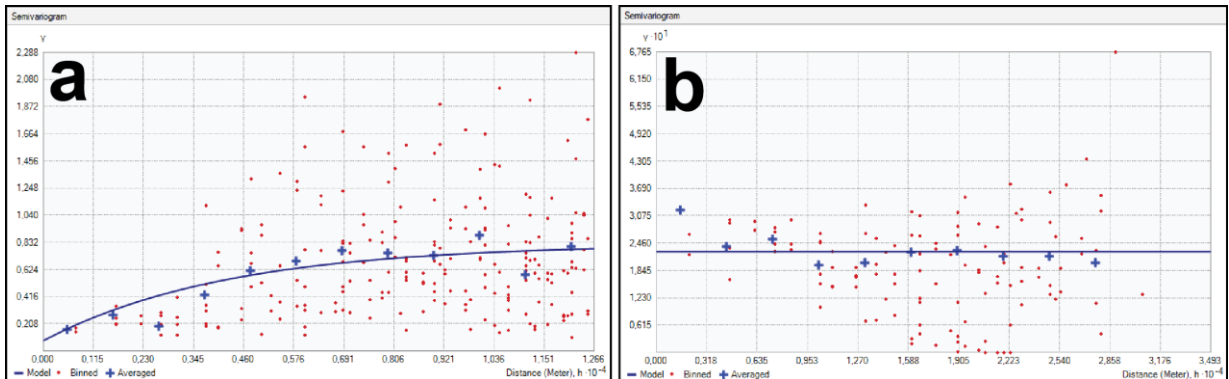 Semivariogram
a
γ
2,288
2,080
1,872
1,664
1,456
1,248
1,040
0,832
0,624
0,416
0,208
0,000 0,115 0,230 0,345 0,460 0,576 0,691 0,806 0,921 1,036 1,151 1,266
Model Binned Averaged Distance (Meter), h ·10⁻⁴
Semivariogram
b
γ ·10¹
6,765
6,150
5,535
4,920
4,305
3,690
3,075
2,460
1,845
1,230
0,615
0,000 0,318 0,635 0,953 1,270 1,588 1,905 2,223 2,540 2,858 3,176 3,493
Model Binned Averaged Distance (Meter), h ·10⁻⁴